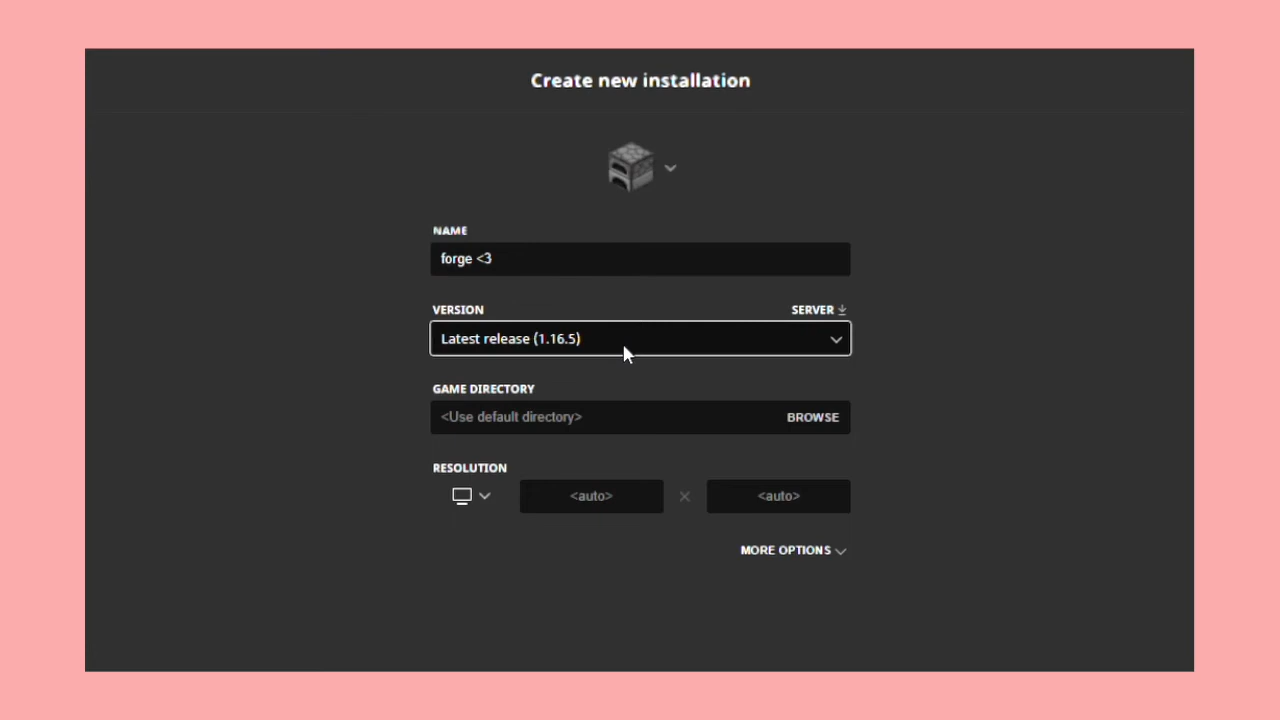 Create new installation
NAME
forge <3
VERSION
SERVER
Latest release (1.16.5)
GAME DIRECTORY
<Use default directory>
BROWSE
RESOLUTION
<auto>
<auto>
MORE OPTIONS